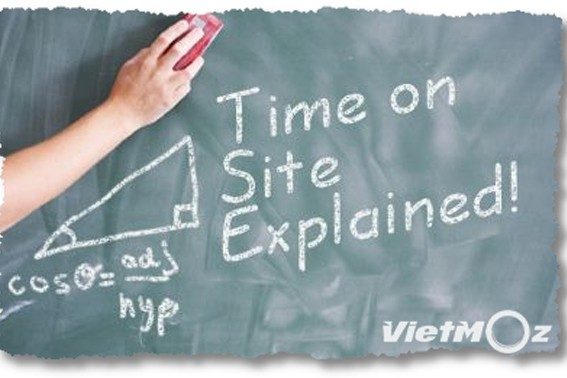 Time on
Site
Explained!
cosθ=
adj
hyp
VietMOz